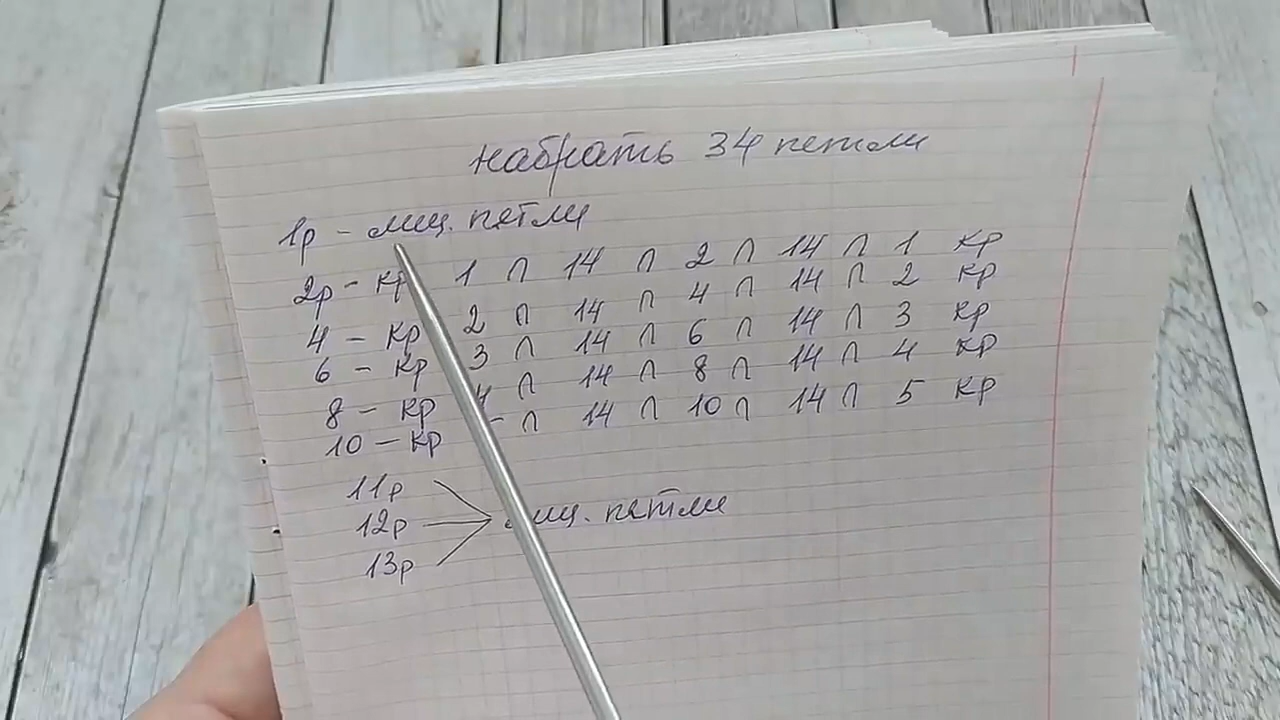 набрать 34 петли
1р - лиц. петли
2р - кр 1 ∩ 14 ∩ 2 ∩ 14 ∩ 1 кр
4 - кр 2 ∩ 14 ∩ 4 ∩ 14 ∩ 2 кр
6 - кр 3 ∩ 14 ∩ 6 ∩ 14 ∩ 3 кр
8 - кр 4 ∩ 14 ∩ 8 ∩ 14 ∩ 4 кр
10 - кр ∩ 14 ∩ 10 ∩ 14 ∩ 5 кр
11р
12р лиц. петли
13р